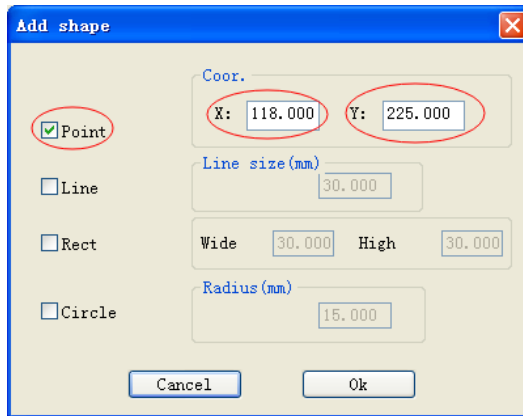 Add shape
Coor.
Point X: 118.000 Y: 225.000
Line size(mm)
Line 30.000
Rect Wide 30.000 High 30.000
Radius(mm)
Circle 15.000
Cancel Ok